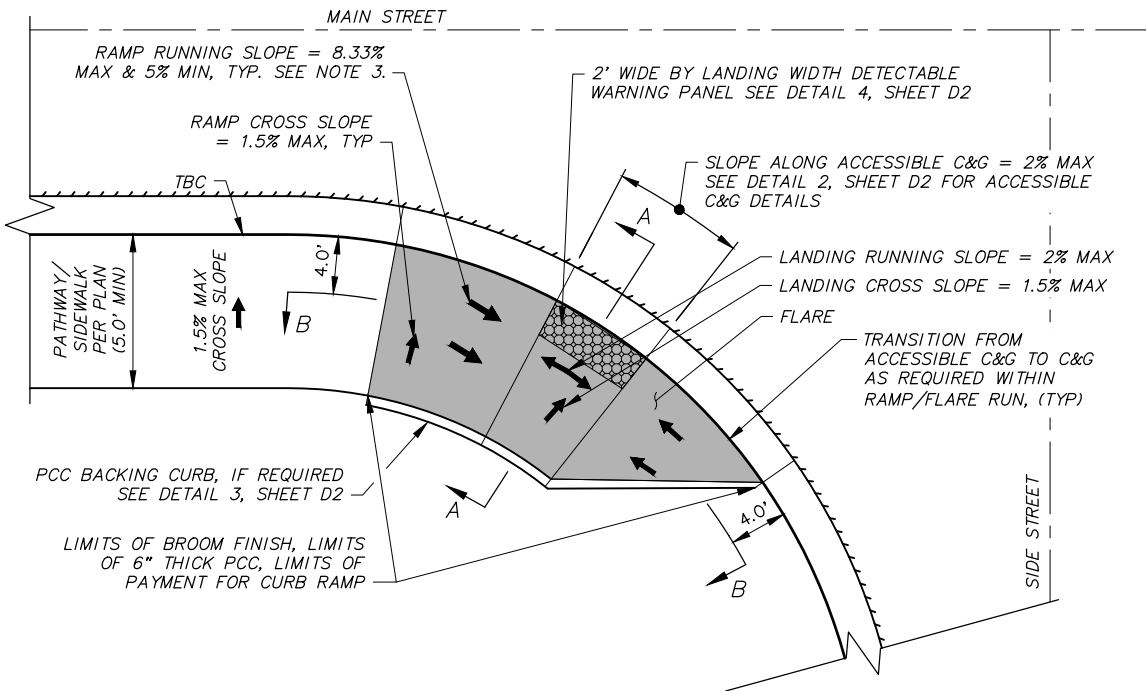 MAIN STREET
RAMP RUNNING SLOPE = 8.33%
MAX & 5% MIN, TYP. SEE NOTE 3.
2' WIDE BY LANDING WIDTH DETECTABLE
WARNING PANEL SEE DETAIL 4, SHEET D2
RAMP CROSS SLOPE
= 1.5% MAX, TYP
SLOPE ALONG ACCESSIBLE C&G = 2% MAX
SEE DETAIL 2, SHEET D2 FOR ACCESSIBLE
C&G DETAILS
TBC
A
4.0'
LANDING RUNNING SLOPE = 2% MAX
LANDING CROSS SLOPE = 1.5% MAX
PATHWAY/
SIDEWALK
PER PLAN
(5.0' MIN)
1.5% MAX
CROSS SLOPE
B
FLARE
TRANSITION FROM
ACCESSIBLE C&G TO C&G
AS REQUIRED WITHIN
RAMP/FLARE RUN, (TYP)
PCC BACKING CURB, IF REQUIRED
SEE DETAIL 3, SHEET D2
A
4.0'
LIMITS OF BROOM FINISH, LIMITS
OF 6" THICK PCC, LIMITS OF
PAYMENT FOR CURB RAMP
B
SIDE STREET